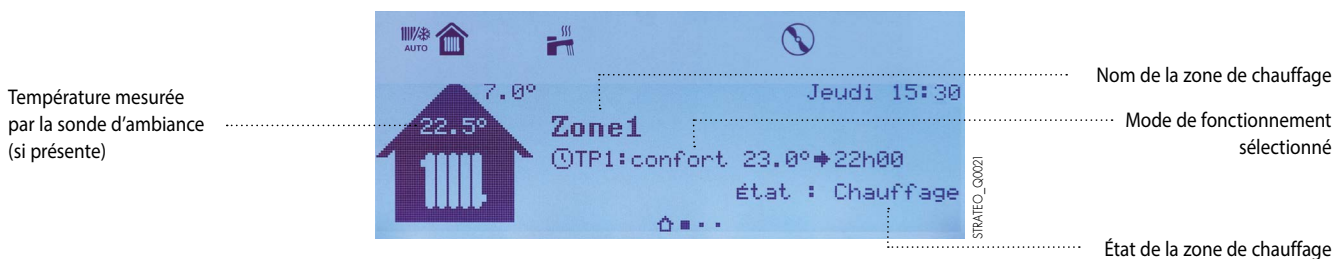 AUTO
7.0°
Jeudi 15:30
22.5°
Zone1
TP1:confort 23.0°➔22h00
État : Chauffage
Température mesurée
par la sonde d'ambiance
(si présente)
Nom de la zone de chauffage
Mode de fonctionnement
sélectionné
État de la zone de chauffage
STRATEO_Q0021